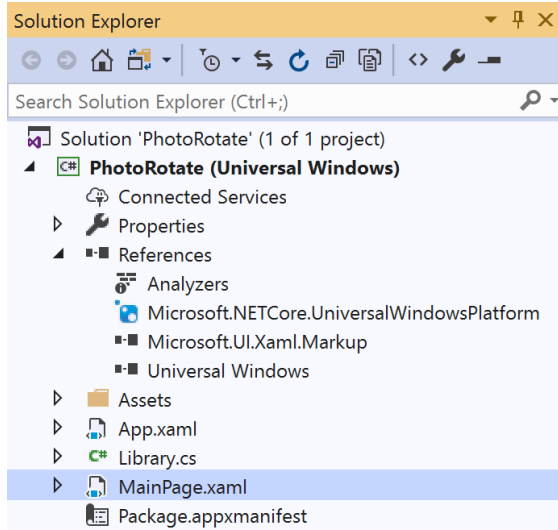 Solution Explorer
Search Solution Explorer (Ctrl+;)
Solution 'PhotoRotate' (1 of 1 project)
C# PhotoRotate (Universal Windows)
Connected Services
Properties
References
Analyzers
Microsoft.NETCore.UniversalWindowsPlatform
Microsoft.UI.Xaml.Markup
Universal Windows
Assets
App.xaml
C# Library.cs
MainPage.xaml
Package.appxmanifest